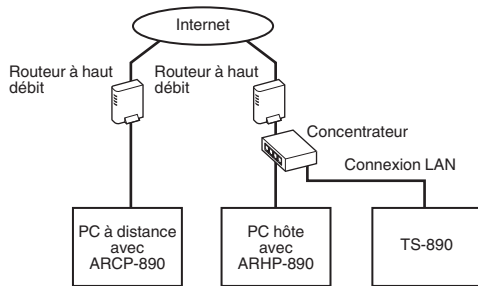 Internet
Routeur à haut
débit
Routeur à haut
débit
Concentrateur
Connexion LAN
PC à distance
avec
ARCP-890
PC hôte
avec
ARHP-890
TS-890